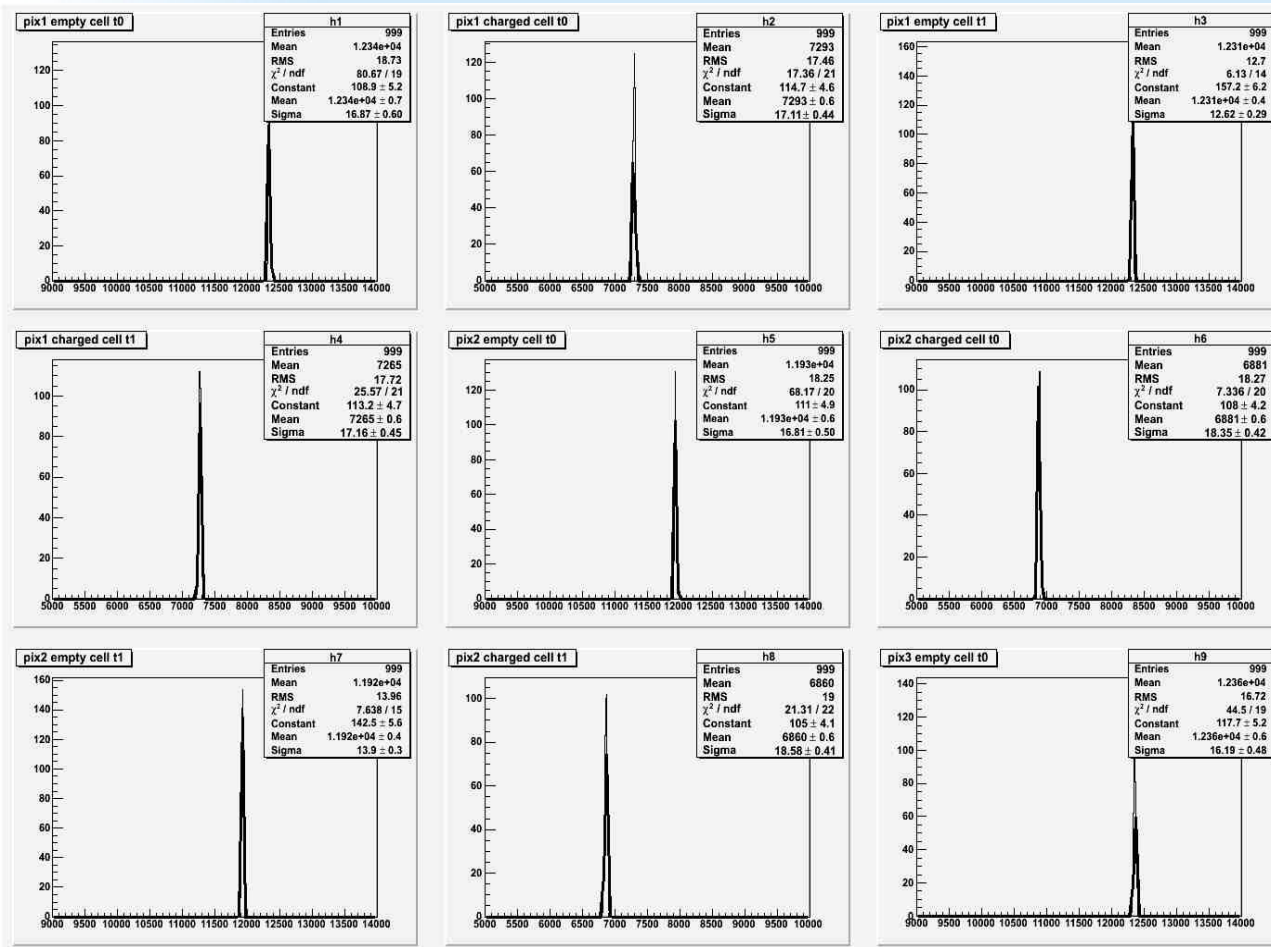 pix1 empty cell t0
h1
Entries 999
Mean 1.234e+04
RMS 18.73
χ² / ndf 80.67 / 19
Constant 108.9 ± 5.2
Mean 1.234e+04 ± 0.7
Sigma 16.87 ± 0.60
120
100
80
60
40
20
0
9000 9500 10000 10500 11000 11500 12000 12500 13000 13500 14000
pix1 charged cell t0
h2
Entries 999
Mean 7293
RMS 17.46
χ² / ndf 17.36 / 21
Constant 114.7 ± 4.6
Mean 7293 ± 0.6
Sigma 17.11 ± 0.44
120
100
80
60
40
20
0
5000 5500 6000 6500 7000 7500 8000 8500 9000 9500 10000
pix1 empty cell t1
h3
Entries 999
Mean 1.231e+04
RMS 12.7
χ² / ndf 6.13 / 14
Constant 157.2 ± 6.2
Mean 1.231e+04 ± 0.4
Sigma 12.62 ± 0.29
160
140
120
100
80
60
40
20
0
9000 9500 10000 10500 11000 11500 12000 12500 13000 13500 14000
pix1 charged cell t1
h4
Entries 999
Mean 7265
RMS 17.72
χ² / ndf 25.57 / 21
Constant 113.2 ± 4.7
Mean 7265 ± 0.6
Sigma 17.16 ± 0.45
100
80
60
40
20
0
5000 5500 6000 6500 7000 7500 8000 8500 9000 9500 10000
pix2 empty cell t0
h5
Entries 999
Mean 1.193e+04
RMS 18.25
χ² / ndf 68.17 / 20
Constant 111 ± 4.9
Mean 1.193e+04 ± 0.6
Sigma 16.81 ± 0.50
120
100
80
60
40
20
0
9000 9500 10000 10500 11000 11500 12000 12500 13000 13500 14000
pix2 charged cell t0
h6
Entries 999
Mean 6881
RMS 18.27
χ² / ndf 7.336 / 20
Constant 108 ± 4.2
Mean 6881 ± 0.6
Sigma 18.35 ± 0.42
100
80
60
40
20
0
5000 5500 6000 6500 7000 7500 8000 8500 9000 9500 10000
pix2 empty cell t1
h7
Entries 999
Mean 1.192e+04
RMS 13.96
χ² / ndf 7.638 / 15
Constant 142.5 ± 5.6
Mean 1.192e+04 ± 0.4
Sigma 13.9 ± 0.3
160
140
120
100
80
60
40
20
0
9000 9500 10000 10500 11000 11500 12000 12500 13000 13500 14000
pix2 charged cell t1
h8
Entries 999
Mean 6860
RMS 19
χ² / ndf 21.31 / 22
Constant 105 ± 4.1
Mean 6860 ± 0.6
Sigma 18.58 ± 0.41
100
80
60
40
20
0
5000 5500 6000 6500 7000 7500 8000 8500 9000 9500 10000
pix3 empty cell t0
h9
Entries 999
Mean 1.236e+04
RMS 16.72
χ² / ndf 44.5 / 19
Constant 117.7 ± 5.2
Mean 1.236e+04 ± 0.6
Sigma 16.19 ± 0.48
140
120
100
80
60
40
20
0
9000 9500 10000 10500 11000 11500 12000 12500 13000 13500 14000